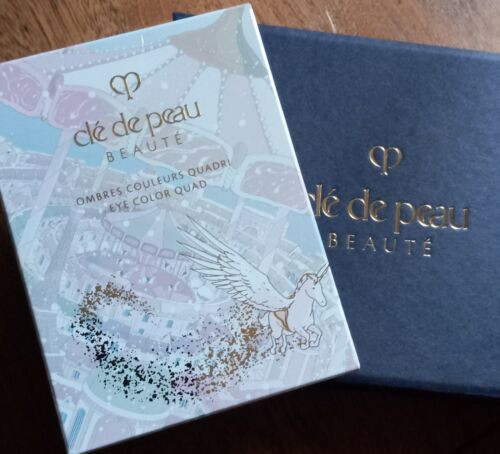 clé de peau
BEAUTÉ
OMBRES COULEURS QUADRI
EYE COLOR QUAD
clé de peau
BEAUTÉ